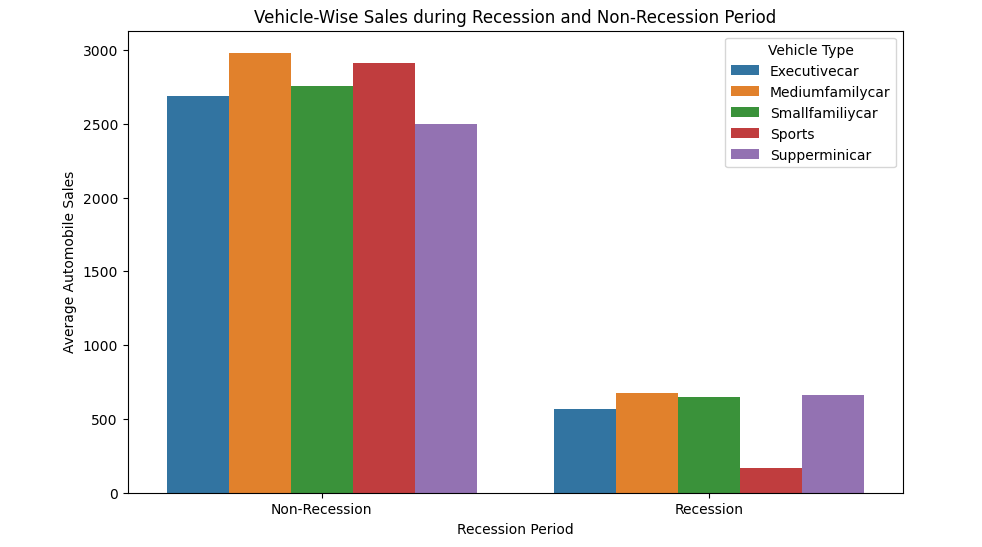 Vehicle-Wise Sales during Recession and Non-Recession Period
Vehicle Type
Executivecar
Mediumfamilycar
Smallfamiliycar
Sports
Supperminicar
Average Automobile Sales
3000
2500
2000
1500
1000
500
0
Non-Recession
Recession
Recession Period